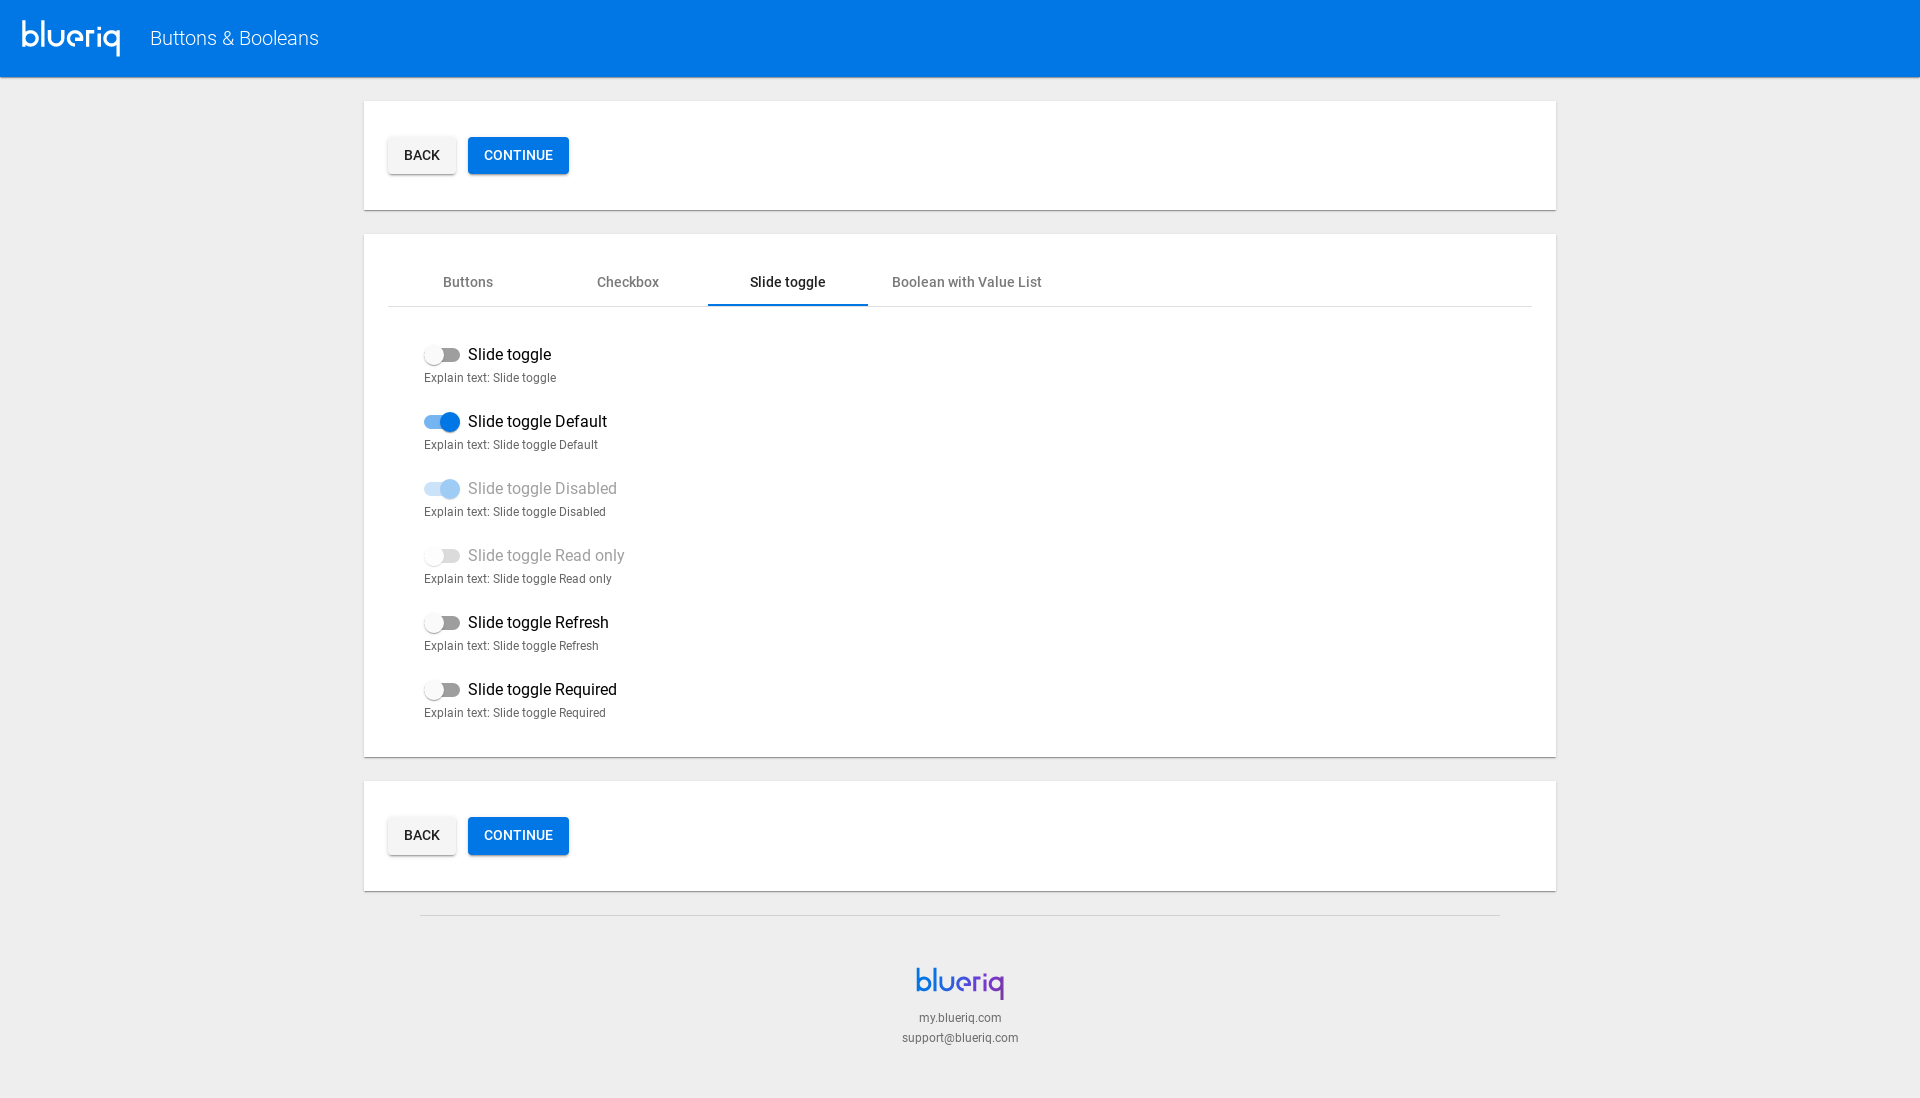 blueriq Buttons & Booleans
BACK CONTINUE
Buttons Checkbox Slide toggle Boolean with Value List
Slide toggle
Explain text: Slide toggle
Slide toggle Default
Explain text: Slide toggle Default
Slide toggle Disabled
Explain text: Slide toggle Disabled
Slide toggle Read only
Explain text: Slide toggle Read only
Slide toggle Refresh
Explain text: Slide toggle Refresh
Slide toggle Required
Explain text: Slide toggle Required
BACK CONTINUE
blueriq
my.blueriq.com
support@blueriq.com